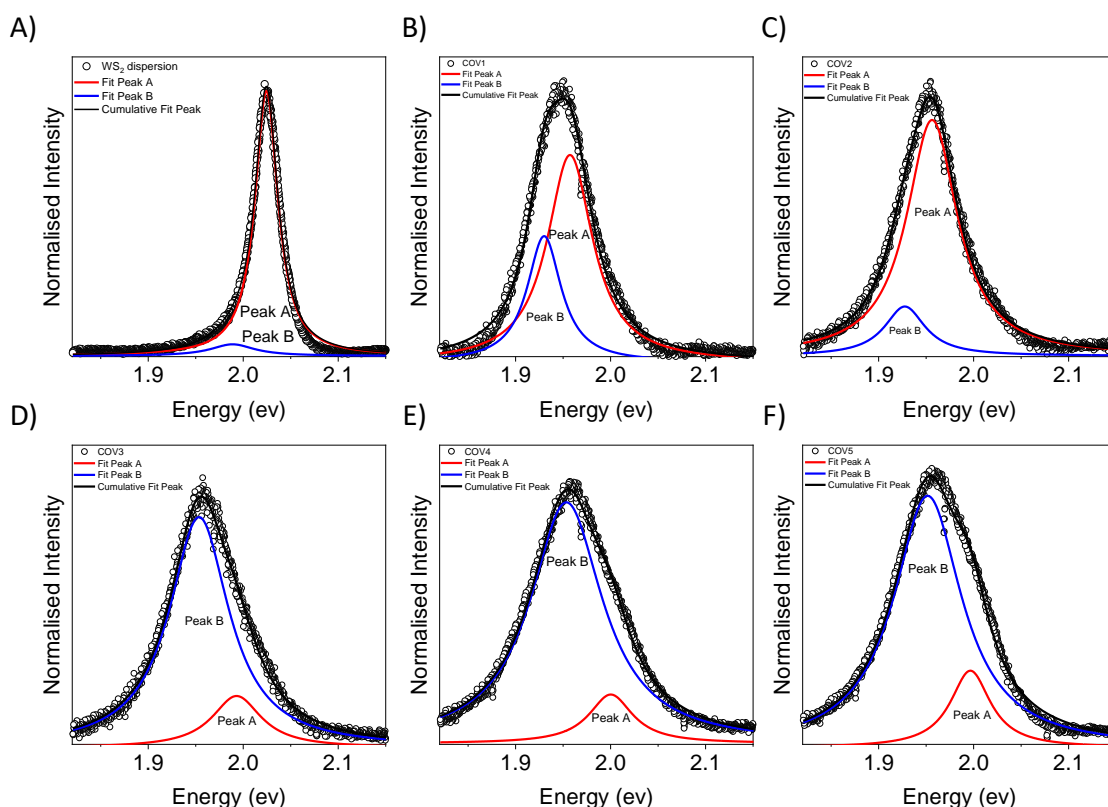 A)
WS₂ dispersion
Fit Peak A
Fit Peak B
Cumulative Fit Peak
Normalised Intensity
Peak A
Peak B
1.9 2.0 2.1
Energy (ev)
B)
COV1
Fit Peak A
Fit Peak B
Cumulative Fit Peak
Normalised Intensity
Peak A
Peak B
1.9 2.0 2.1
Energy (ev)
C)
COV2
Fit Peak A
Fit Peak B
Cumulative Fit Peak
Normalised Intensity
Peak A
Peak B
1.9 2.0 2.1
Energy (ev)
D)
COV3
Fit Peak A
Fit Peak B
Cumulative Fit Peak
Normalised Intensity
Peak B
Peak A
1.9 2.0 2.1
Energy (ev)
E)
COV4
Fit Peak A
Fit Peak B
Cumulative Fit Peak
Normalised Intensity
Peak B
Peak A
1.9 2.0 2.1
Energy (ev)
F)
COV5
Fit Peak A
Fit Peak B
Cumulative Fit Peak
Normalised Intensity
Peak B
Peak A
1.9 2.0 2.1
Energy (ev)